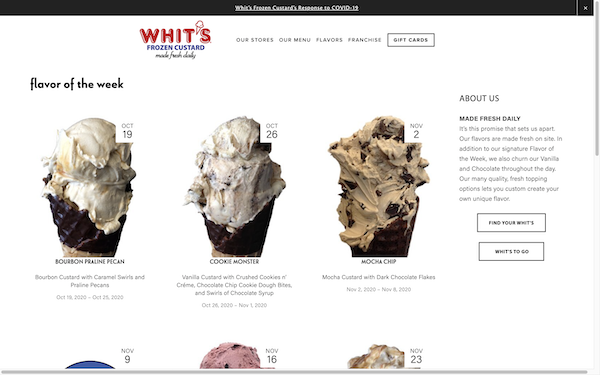 Whit's Frozen Custard's Response to COVID-19
×
WHIT'S
FROZEN CUSTARD
made fresh daily
OUR STORES OUR MENU FLAVORS FRANCHISE GIFT CARDS
flavor of the week
OCT
19
BOURBON PRALINE PECAN
Bourbon Custard with Caramel Swirls and
Praline Pecans
Oct 19, 2020 – Oct 25, 2020
OCT
26
COOKIE MONSTER
Vanilla Custard with Crushed Cookies n'
Crème, Chocolate Chip Cookie Dough Bites,
and Swirls of Chocolate Syrup
Oct 26, 2020 – Nov 1, 2020
NOV
2
MOCHA CHIP
Mocha Custard with Dark Chocolate Flakes
Nov 2, 2020 – Nov 8, 2020
ABOUT US
MADE FRESH DAILY
It's this promise that sets us apart.
Our flavors are made fresh on site. In
addition to our signature Flavor of
the Week, we also churn our Vanilla
and Chocolate throughout the day.
Our many quality, fresh topping
options lets you custom create your
own unique flavor.
FIND YOUR WHIT'S
WHIT'S TO GO
NOV
9
NOV
16
NOV
23